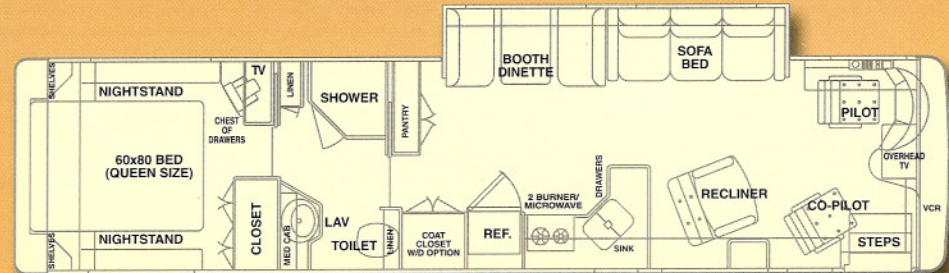 SHELVES
NIGHTSTAND
TV
LINEN
CHEST
OF
DRAWERS
SHOWER
PANTRY
BOOTH
DINETTE
SOFA
BED
PILOT
OVERHEAD
TV
VCR
60x80 BED
(QUEEN SIZE)
SHELVES
NIGHTSTAND
CLOSET
MED CAB
LAV
TOILET
LINEN
COAT
CLOSET
W/D OPTION
REF.
2 BURNER/
MICROWAVE
DRAWERS
SINK
RECLINER
CO-PILOT
STEPS